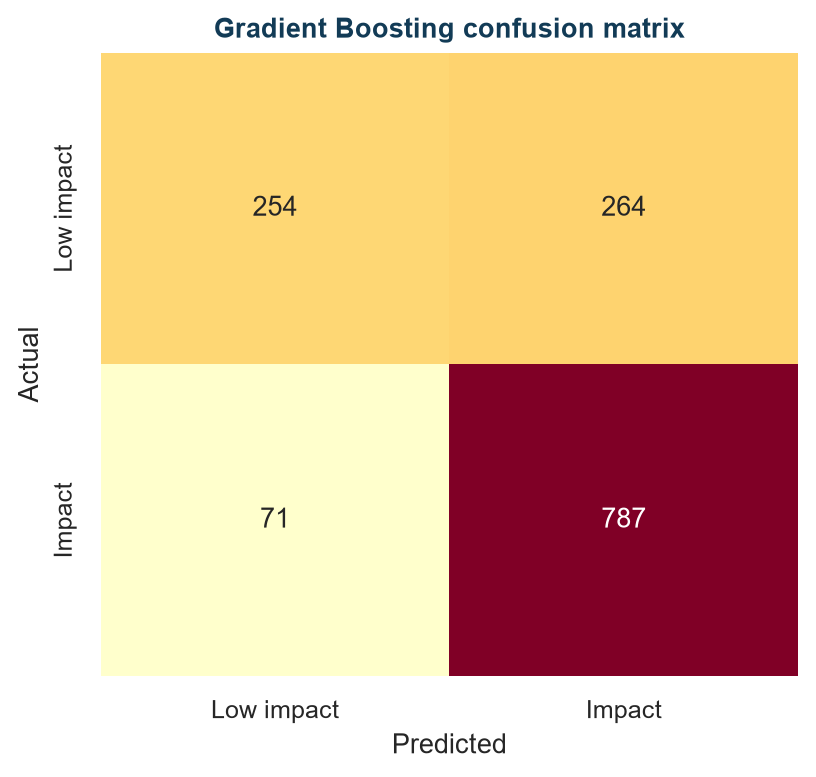 Gradient Boosting confusion matrix
Actual
Low impact
254
264
Impact
71
787
Low impact
Impact
Predicted